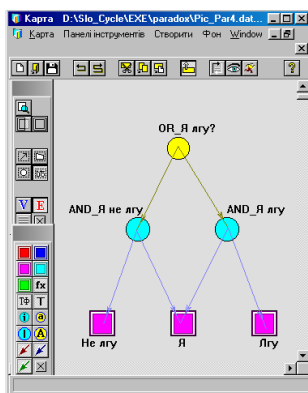 Карта D:\Slo_Cycle\EXE\paradox\Pic_Par4.dat...
Карта Панелі інструментів Створити Фон Window
OR_Я лгу?
AND_Я не лгу AND_Я лгу
V E
fx
ТФ T
i a
I A
Не лгу Я Лгу